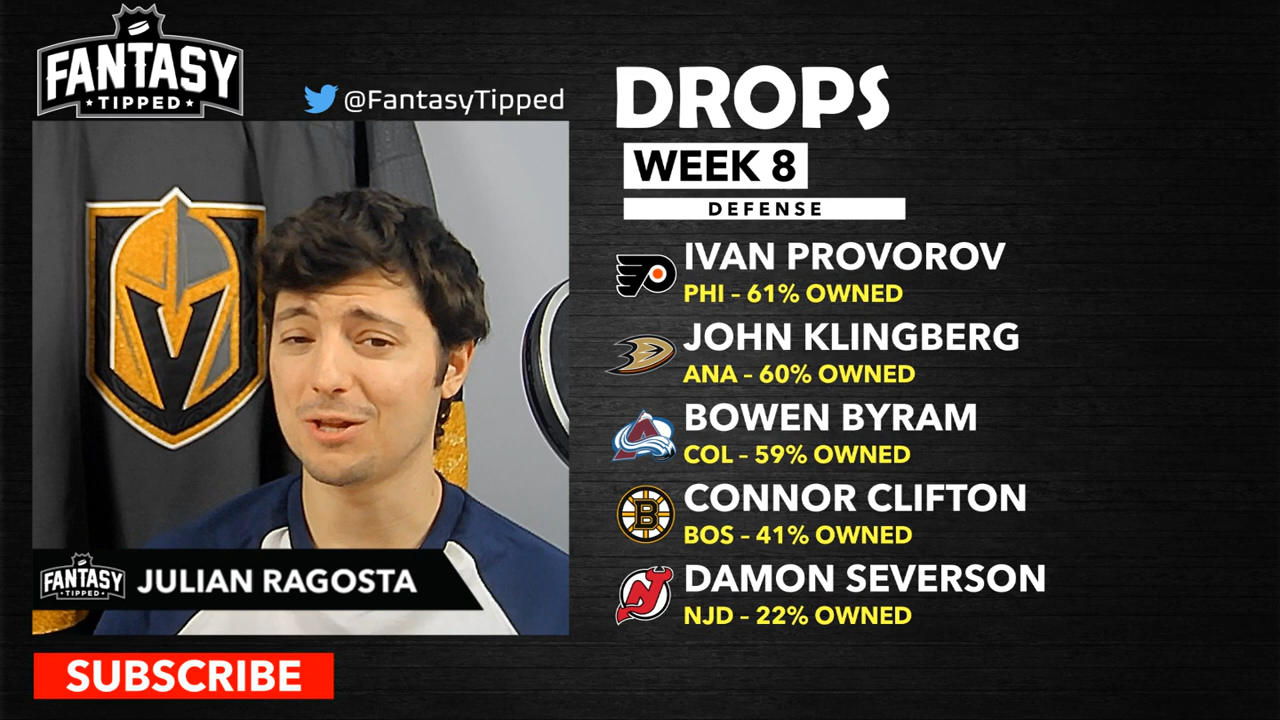 FANTASY
TIPPED
@FantasyTipped
DROPS
WEEK 8
DEFENSE
IVAN PROVOROV
PHI – 61% OWNED
JOHN KLINGBERG
ANA – 60% OWNED
BOWEN BYRAM
COL – 59% OWNED
B
CONNOR CLIFTON
BOS – 41% OWNED
DAMON SEVERSON
NJD – 22% OWNED
FANTASY
TIPPED
JULIAN RAGOSTA
SUBSCRIBE